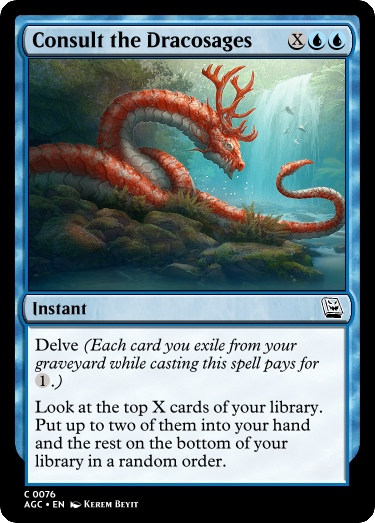 Consult the Dracosages X
Instant
Delve (Each card you exile from your
graveyard while casting this spell pays for
1.)
Look at the top X cards of your library.
Put up to two of them into your hand
and the rest on the bottom of your
library in a random order.
C 0076
AGC • EN Kerem Beyit